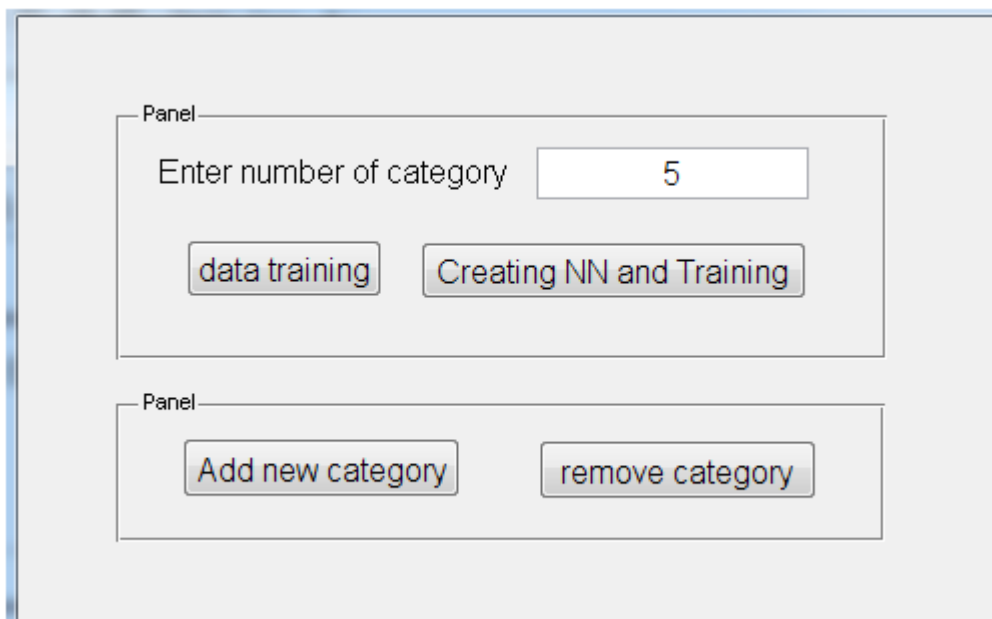 Panel
Enter number of category 5
data training Creating NN and Training
Panel
Add new category remove category